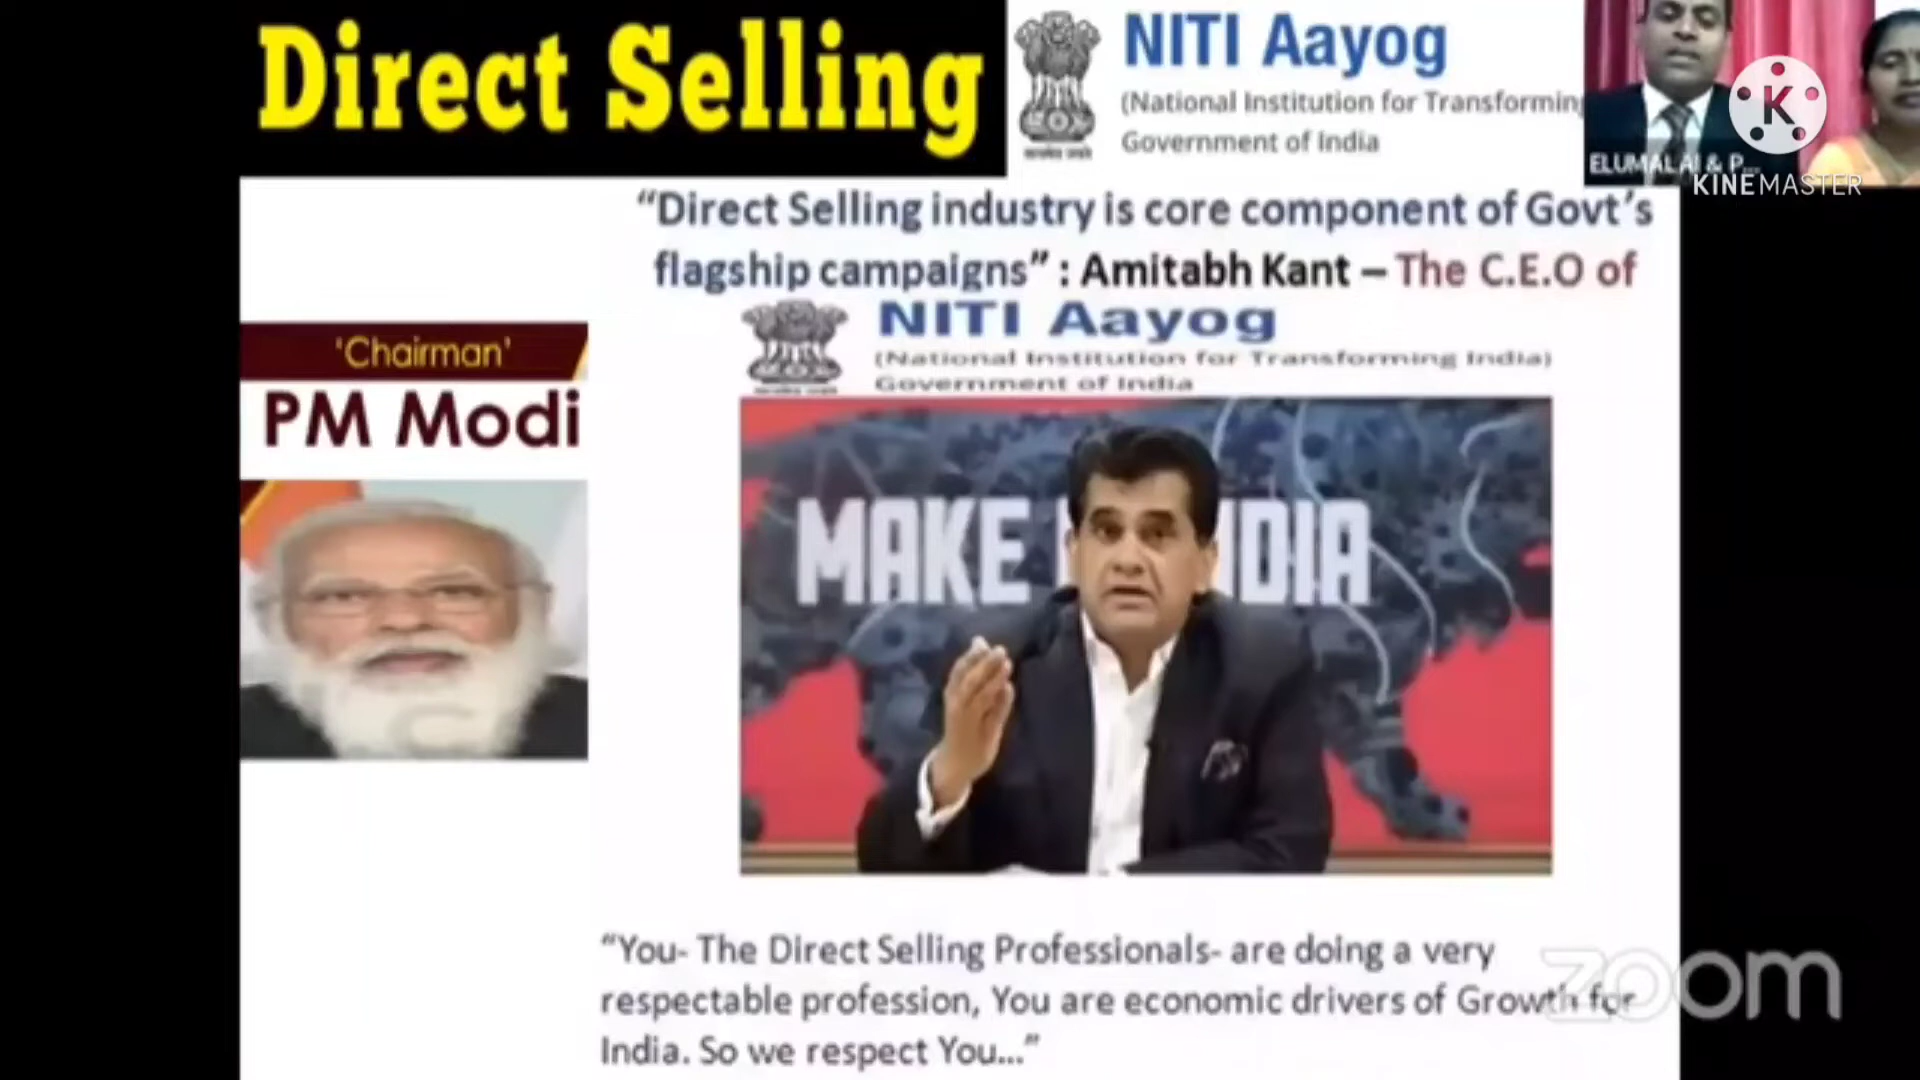 Direct Selling
NITI Aayog
(National Institution for Transforming
Government of India
ELUMALAI & P...
KINEMASTER
"Direct Selling industry is core component of Govt's
flagship campaigns" : Amitabh Kant – The C.E.O of
NITI Aayog
(National Institution for Transforming India)
Government of India
'Chairman'
PM Modi
MAKE I INDIA
"You- The Direct Selling Professionals- are doing a very
respectable profession, You are economic drivers of Growth for
India. So we respect You..."
zoom